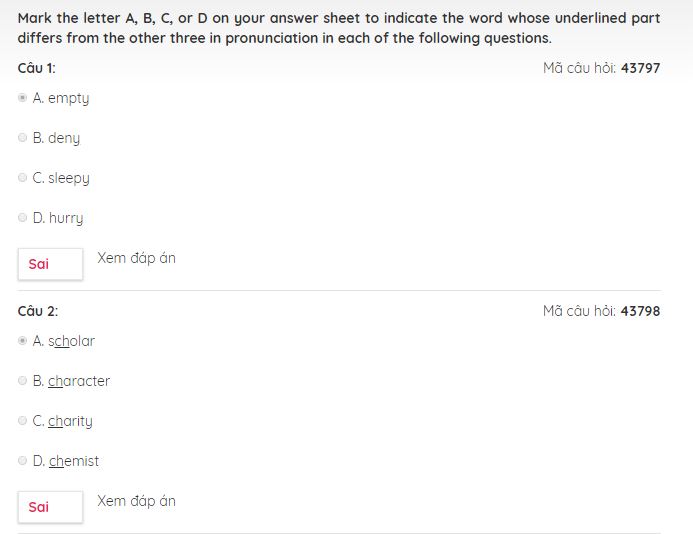 Mark the letter A, B, C, or D on your answer sheet to indicate the word whose underlined part
differs from the other three in pronunciation in each of the following questions.
Câu 1: Mã câu hỏi: 43797
A. empty
B. deny
C. sleepy
D. hurry
Sai Xem đáp án
Câu 2: Mã câu hỏi: 43798
A. scholar
B. character
C. charity
D. chemist
Sai Xem đáp án